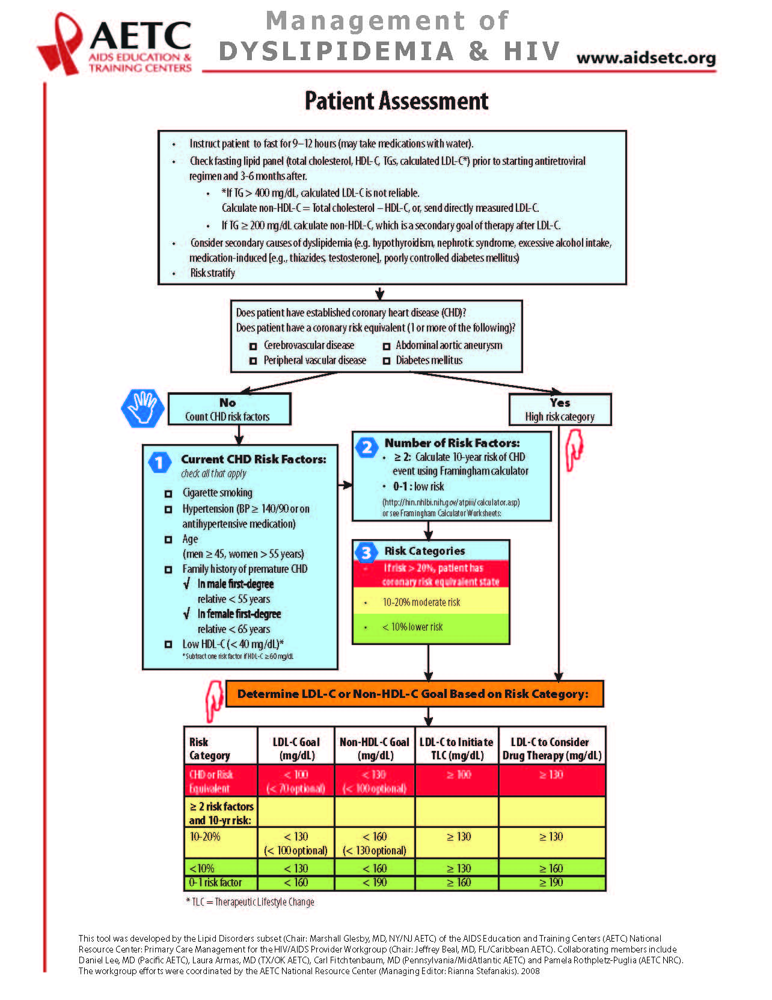 AETC
AIDS EDUCATION &
TRAINING CENTERS
Management of
DYSLIPIDEMIA & HIV
www.aidsetc.org
Patient Assessment
• Instruct patient to fast for 9–12 hours (may take medications with water).
• Check fasting lipid panel (total cholesterol, HDL-C, TGs, calculated LDL-C*) prior to starting antiretroviral
regimen and 3-6 months after.
• *If TG > 400 mg/dL, calculated LDL-C is not reliable.
Calculate non-HDL-C = Total cholesterol – HDL-C, or, send directly measured LDL-C.
• If TG ≥ 200 mg/dL calculate non-HDL-C, which is a secondary goal of therapy after LDL-C.
• Consider secondary causes of dyslipidemia (e.g. hypothyroidism, nephrotic syndrome, excessive alcohol intake,
medication-induced [e.g., thiazides, testosterone], poorly controlled diabetes mellitus)
• Risk stratify
Does patient have established coronary heart disease (CHD)?
Does patient have a coronary risk equivalent (1 or more of the following)?
Cerebrovascular disease
Abdominal aortic aneurysm
Peripheral vascular disease
Diabetes mellitus
No
Count CHD risk factors
Yes
High risk category
1 Current CHD Risk Factors:
check all that apply
Cigarette smoking
Hypertension (BP ≥ 140/90 or on
antihypertensive medication)
Age
(men ≥ 45, women > 55 years)
Family history of premature CHD
√ In male first-degree
relative < 55 years
√ In female first-degree
relative < 65 years
Low HDL-C (< 40 mg/dL)*
*Subtract one risk factor if HDL-C ≥ 60 mg/dL
2 Number of Risk Factors:
• ≥ 2: Calculate 10-year risk of CHD
event using Framingham calculator
• 0-1 : low risk
(http://hin.nhlbi.nih.gov/atpiii/calculator.asp)
or see Framingham Calculator Worksheets:
3 Risk Categories
- If risk > 20%, patient has
coronary risk equivalent state
* 10-20% moderate risk
* < 10% lower risk
Determine LDL-C or Non-HDL-C Goal Based on Risk Category:
Risk
Category
LDL-C Goal
(mg/dL)
Non-HDL-C Goal
(mg/dL)
LDL-C to Initiate
TLC (mg/dL)
LDL-C to Consider
Drug Therapy (mg/dL)
CHD or Risk
Equivalent
< 100
(< 70 optional)
< 130
(< 100 optional)
≥ 100
≥ 130
≥ 2 risk factors
and 10-yr risk:
10-20%
< 130
(< 100 optional)
< 160
(< 130 optional)
≥ 130
≥ 130
<10%
< 130
< 160
≥ 130
≥ 160
0-1 risk factor
< 160
< 190
≥ 160
≥ 190
* TLC = Therapeutic Lifestyle Change
This tool was developed by the Lipid Disorders subset (Chair: Marshall Glesby, MD, NY/NJ AETC) of the AIDS Education and Training Centers (AETC) National
Resource Center: Primary Care Management for the HIV/AIDS Provider Workgroup (Chair: Jeffrey Beal, MD, FL/Caribbean AETC). Collaborating members include
Daniel Lee, MD (Pacific AETC), Laura Armas, MD (TX/OK AETC), Carl Fitchtenbaum, MD (Pennsylvania/MidAtlantic AETC) and Pamela Rothpletz-Puglia (AETC NRC).
The workgroup efforts were coordinated by the AETC National Resource Center (Managing Editor: Rianna Stefanakis). 2008